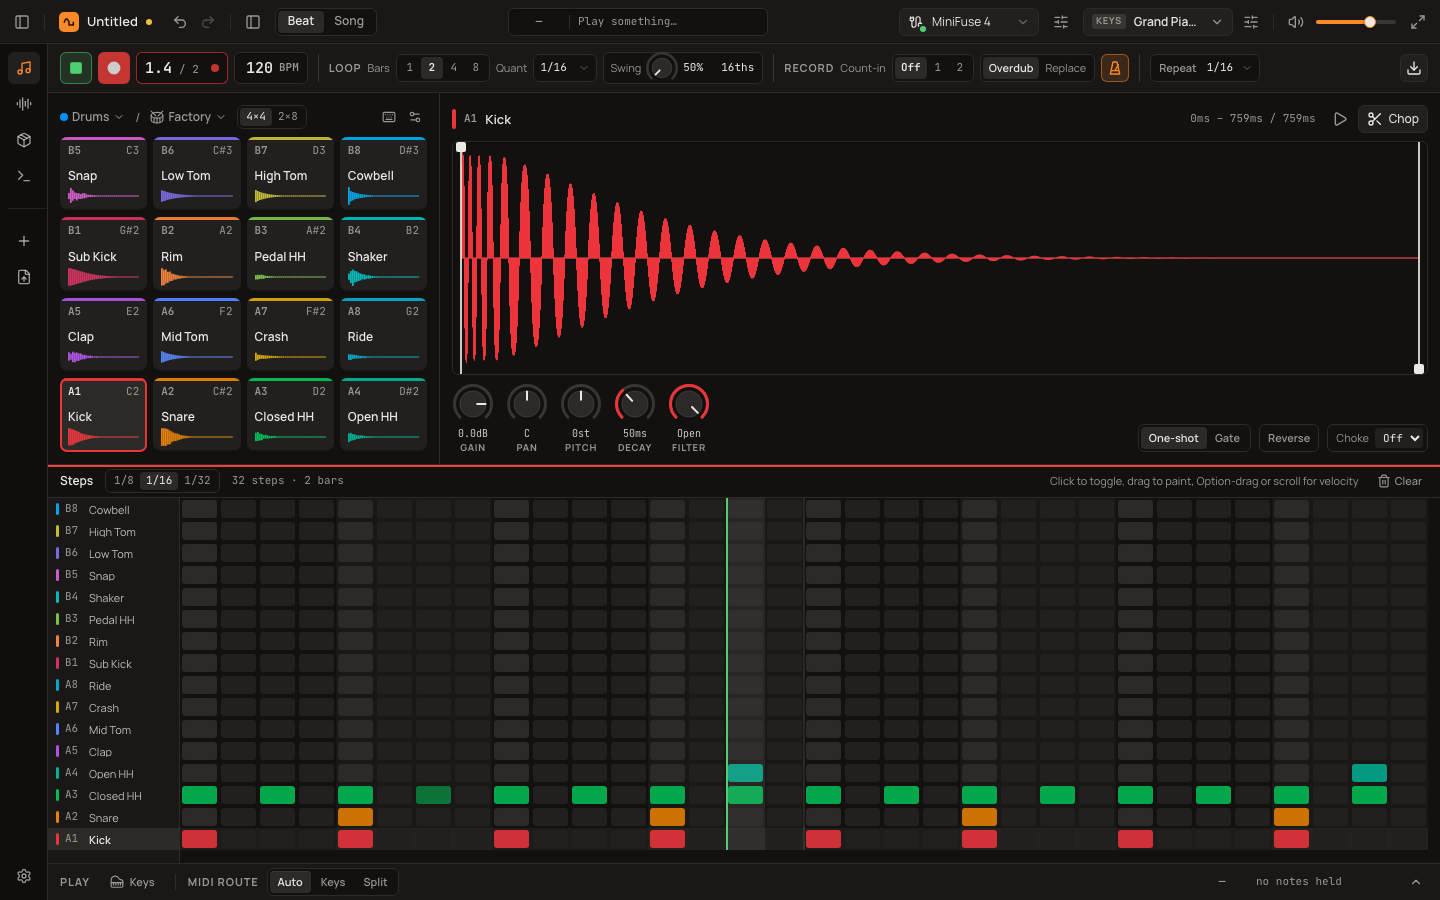 Untitled
Beat Song
– Play something…
MiniFuse 4
KEYS Grand Pia…
1.4 / 2
120 BPM
LOOP Bars 1 2 4 8 Quant 1/16
Swing 50% 16ths
RECORD Count-in Off 1 2 Overdub Replace
Repeat 1/16
Drums / Factory 4×4 2×8
B5 C3 B6 C#3 B7 D3 B8 D#3
Snap Low Tom High Tom Cowbell
B1 G#2 B2 A2 B3 A#2 B4 B2
Sub Kick Rim Pedal HH Shaker
A5 E2 A6 F2 A7 F#2 A8 G2
Clap Mid Tom Crash Ride
A1 C2 A2 C#2 A3 D2 A4 D#2
Kick Snare Closed HH Open HH
A1 Kick
0ms – 759ms / 759ms
Chop
0.0dB C 0st 50ms Open
GAIN PAN PITCH DECAY FILTER
One-shot Gate Reverse Choke Off
Steps 1/8 1/16 1/32 32 steps · 2 bars
Click to toggle, drag to paint, Option-drag or scroll for velocity
Clear
B8 Cowbell
B7 High Tom
B6 Low Tom
B5 Snap
B4 Shaker
B3 Pedal HH
B2 Rim
B1 Sub Kick
A8 Ride
A7 Crash
A6 Mid Tom
A5 Clap
A4 Open HH
A3 Closed HH
A2 Snare
A1 Kick
PLAY Keys MIDI ROUTE Auto Keys Split
– no notes held